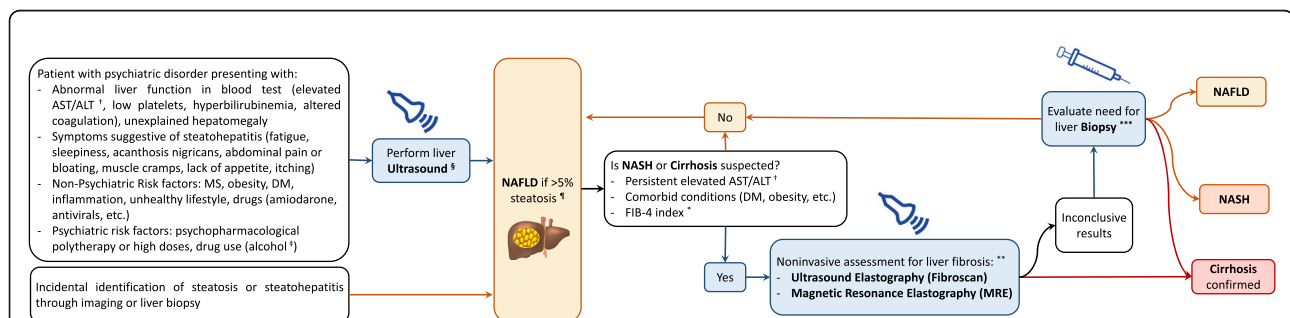 Patient with psychiatric disorder presenting with:
- Abnormal liver function in blood test (elevated
AST/ALT †, low platelets, hyperbilirubinemia, altered
coagulation), unexplained hepatomegaly
- Symptoms suggestive of steatohepatitis (fatigue,
sleepiness, acanthosis nigricans, abdominal pain or
bloating, muscle cramps, lack of appetite, itching)
- Non-Psychiatric Risk factors: MS, obesity, DM,
inflammation, unhealthy lifestyle, drugs (amiodarone,
antivirals, etc.)
- Psychiatric risk factors: psychopharmacological
polytherapy or high doses, drug use (alcohol ‡)
Incidental identification of steatosis or steatohepatitis
through imaging or liver biopsy
Perform liver
Ultrasound §
NAFLD if >5%
steatosis ¶
No
Is NASH or Cirrhosis suspected?
- Persistent elevated AST/ALT †
- Comorbid conditions (DM, obesity, etc.)
- FIB-4 index *
Yes
Noninvasive assessment for liver fibrosis: **
- Ultrasound Elastography (Fibroscan)
- Magnetic Resonance Elastography (MRE)
Inconclusive
results
Evaluate need for
liver Biopsy ***
NAFLD
NASH
Cirrhosis
confirmed